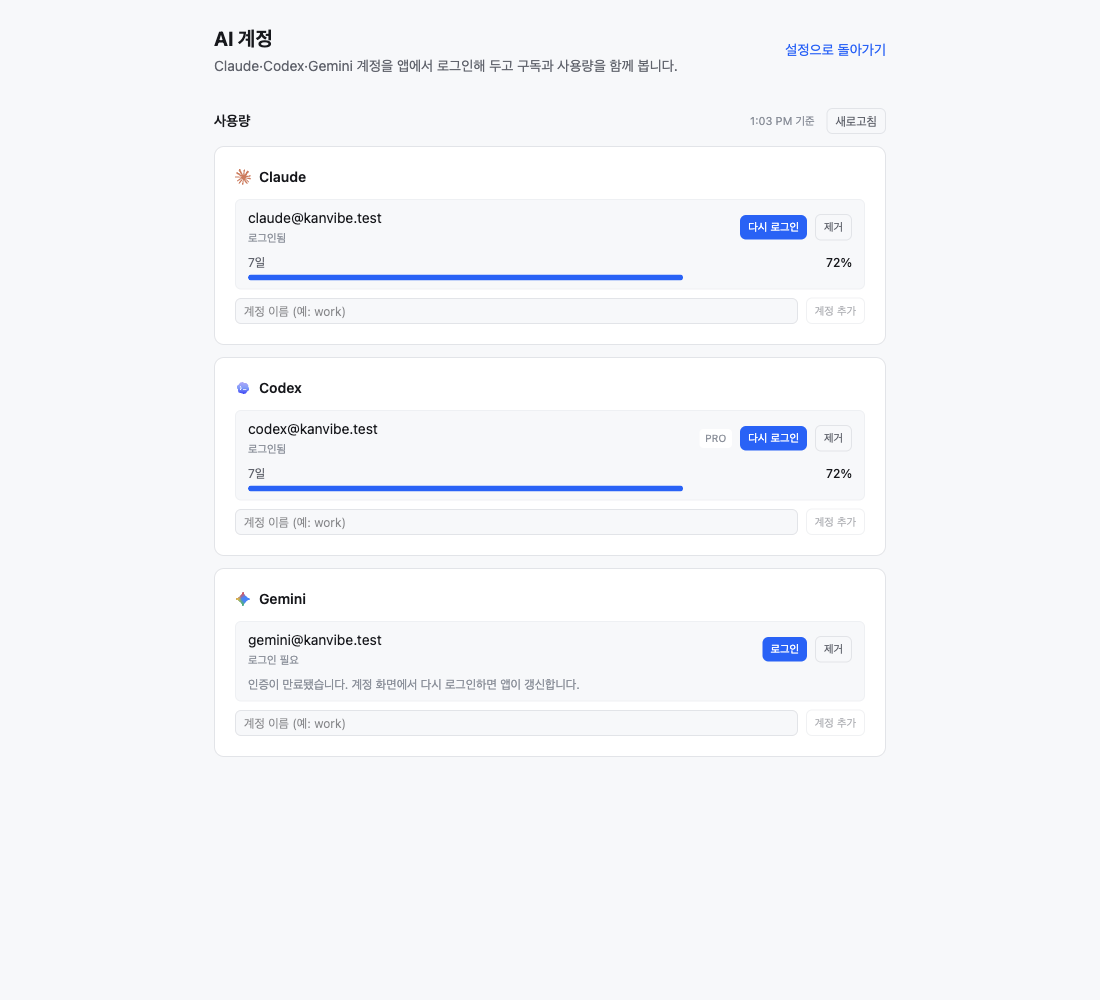 AI 계정
설정으로 돌아가기
Claude·Codex·Gemini 계정을 앱에서 로그인해 두고 구독과 사용량을 함께 봅니다.
사용량
1:03 PM 기준
새로고침
Claude
claude@kanvibe.test
로그인됨
다시 로그인
제거
7일
72%
계정 이름 (예: work)
계정 추가
Codex
codex@kanvibe.test
로그인됨
PRO
다시 로그인
제거
7일
72%
계정 이름 (예: work)
계정 추가
Gemini
gemini@kanvibe.test
로그인 필요
로그인
제거
인증이 만료됐습니다. 계정 화면에서 다시 로그인하면 앱이 갱신합니다.
계정 이름 (예: work)
계정 추가